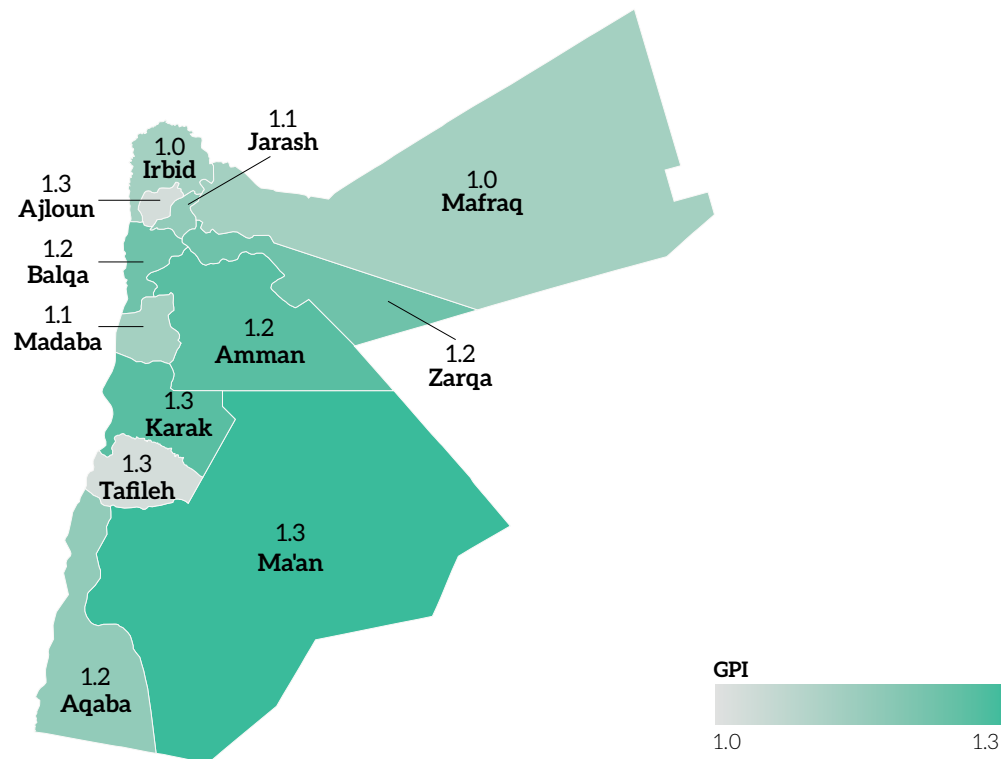 1.1
Jarash
1.0
Irbid
1.3
Ajloun
1.0
Mafraq
1.2
Balqa
1.1
Madaba
1.2
Amman
1.2
Zarqa
1.3
Karak
1.3
Tafileh
1.3
Ma'an
1.2
Aqaba
GPI
1.0 1.3